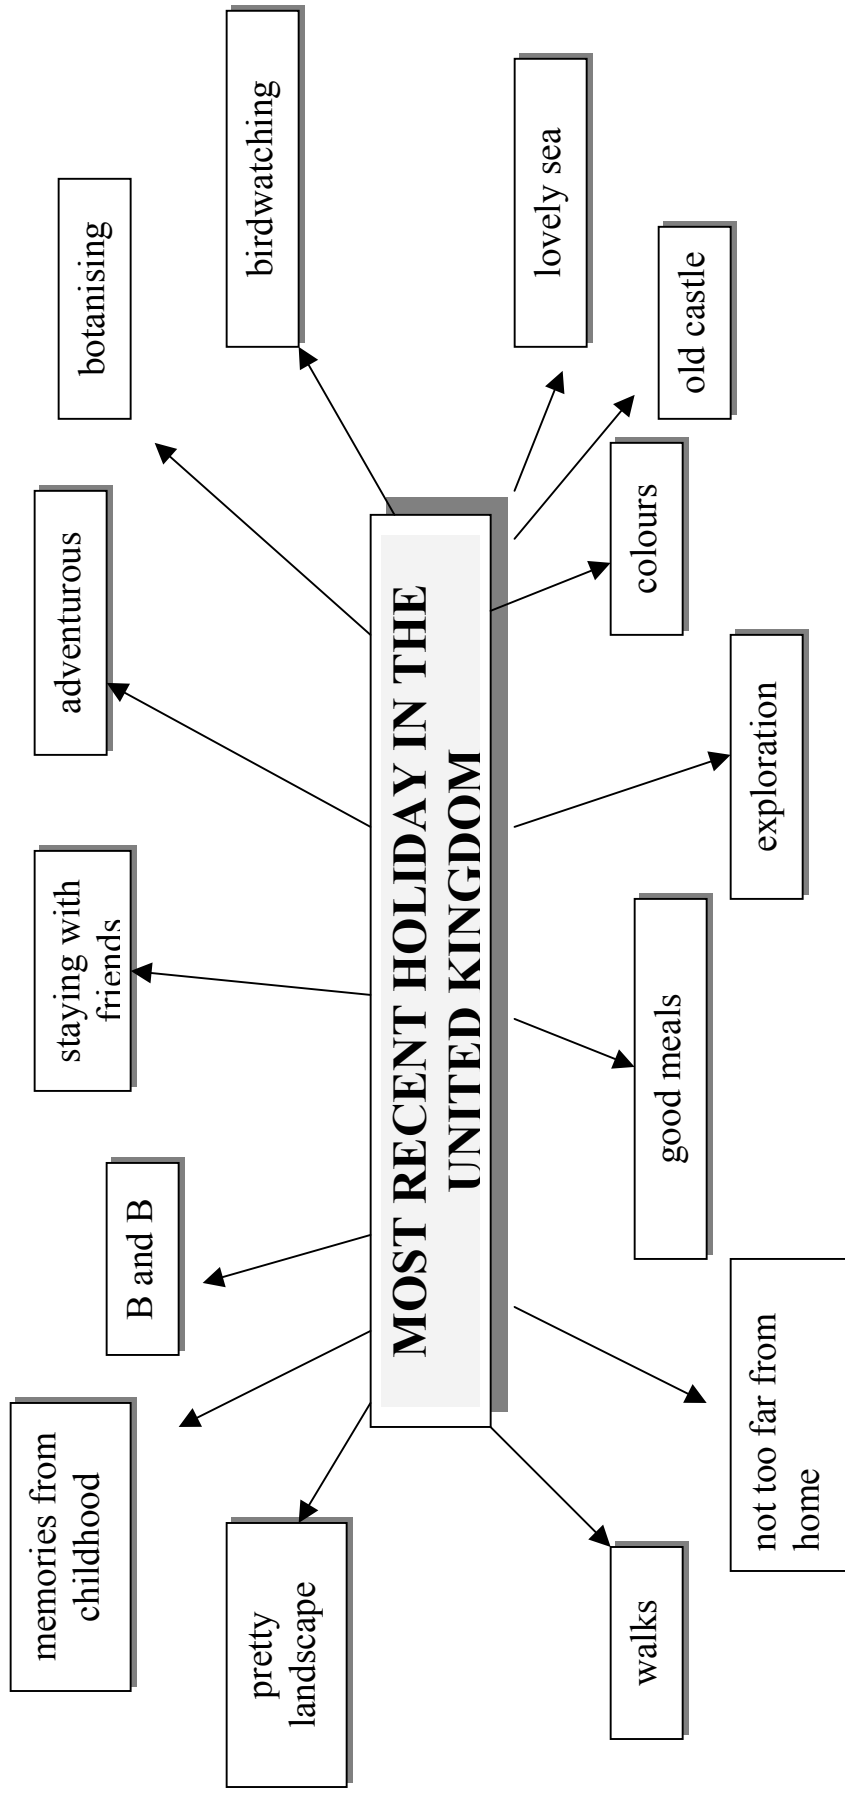 memories from
childhood
B and B
staying with
friends
adventurous
botanising
pretty
landscape
birdwatching
MOST RECENT HOLIDAY IN THE
UNITED KINGDOM
lovely sea
walks
good meals
colours
old castle
not too far from
home
exploration